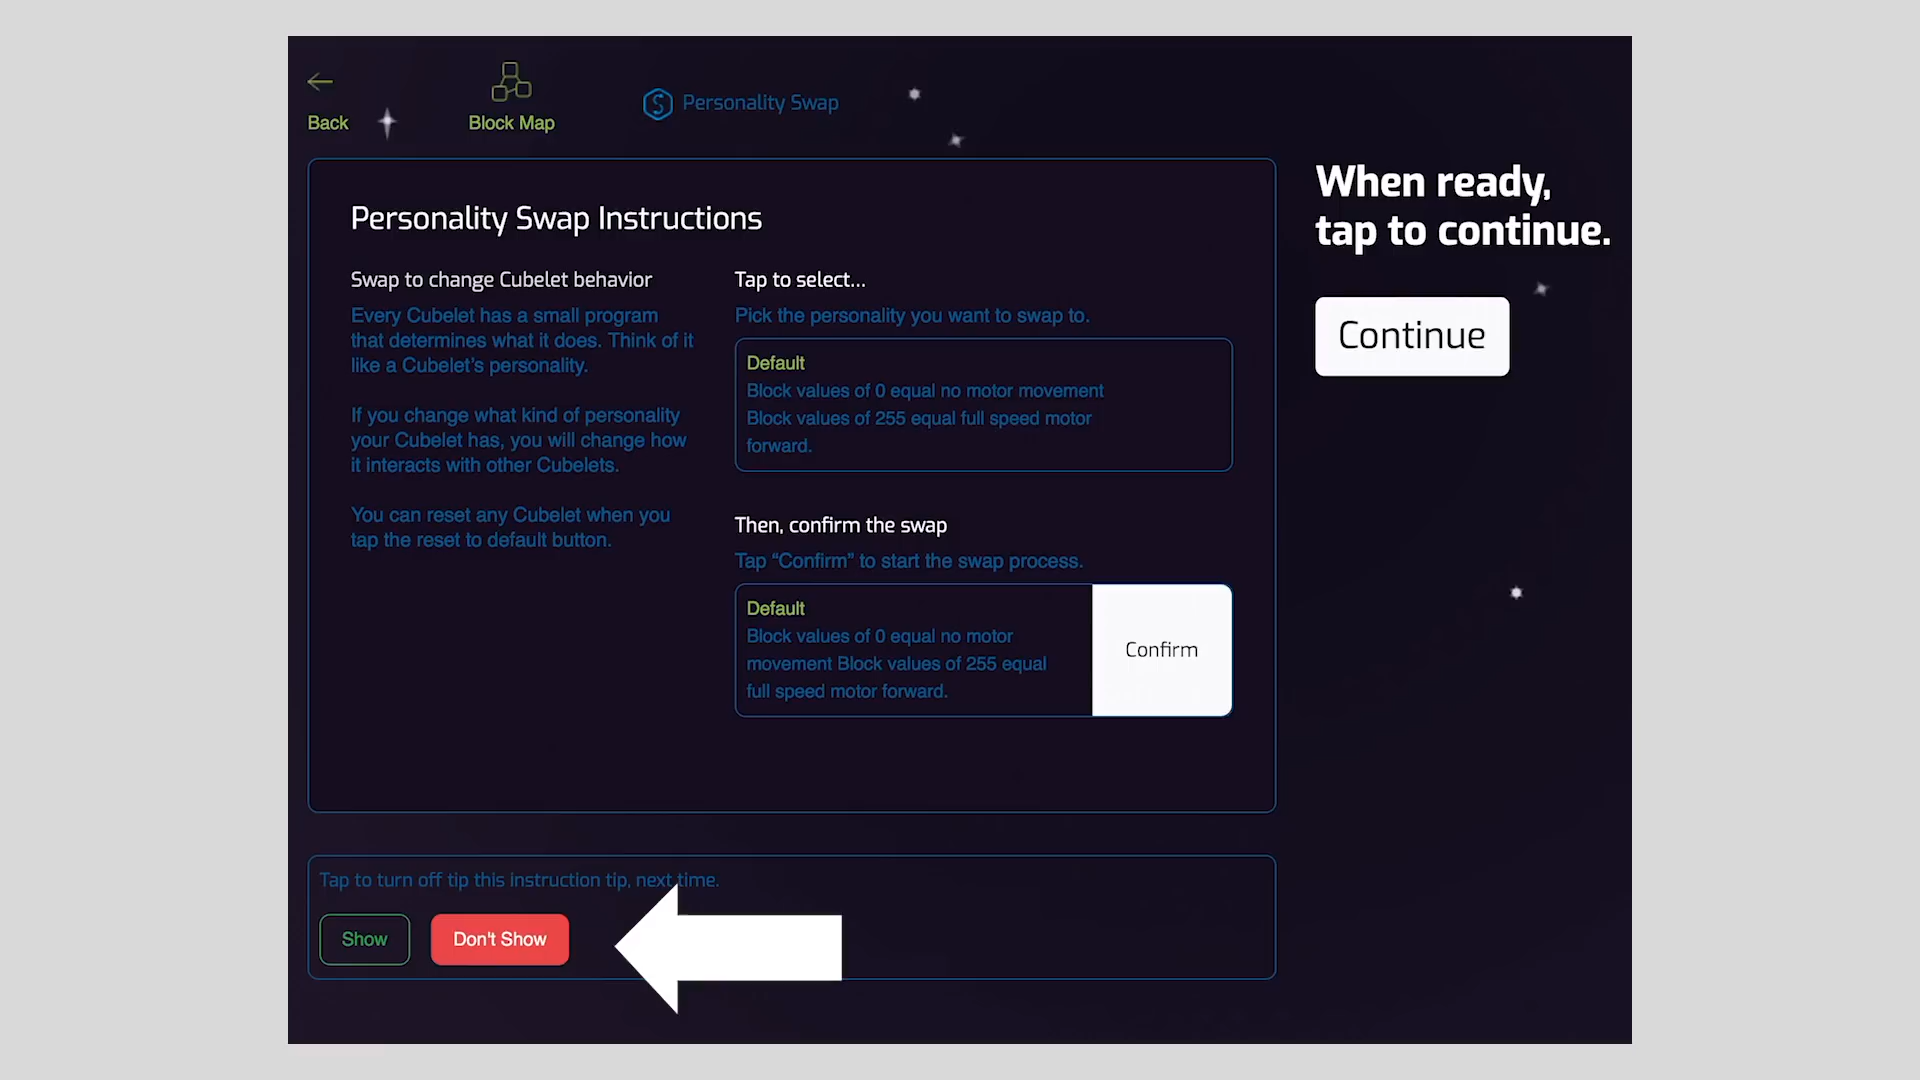 Back
Block Map
Personality Swap
Personality Swap Instructions
Swap to change Cubelet behavior
Every Cubelet has a small program
that determines what it does. Think of it
like a Cubelet’s personality.
If you change what kind of personality
your Cubelet has, you will change how
it interacts with other Cubelets.
You can reset any Cubelet when you
tap the reset to default button.
Tap to select...
Pick the personality you want to swap to.
Default
Block values of 0 equal no motor movement
Block values of 255 equal full speed motor
forward.
Then, confirm the swap
Tap “Confirm” to start the swap process.
Default
Block values of 0 equal no motor
movement Block values of 255 equal
full speed motor forward.
Confirm
When ready,
tap to continue.
Continue
Tap to turn off tip this instruction tip, next time.
Show
Don't Show